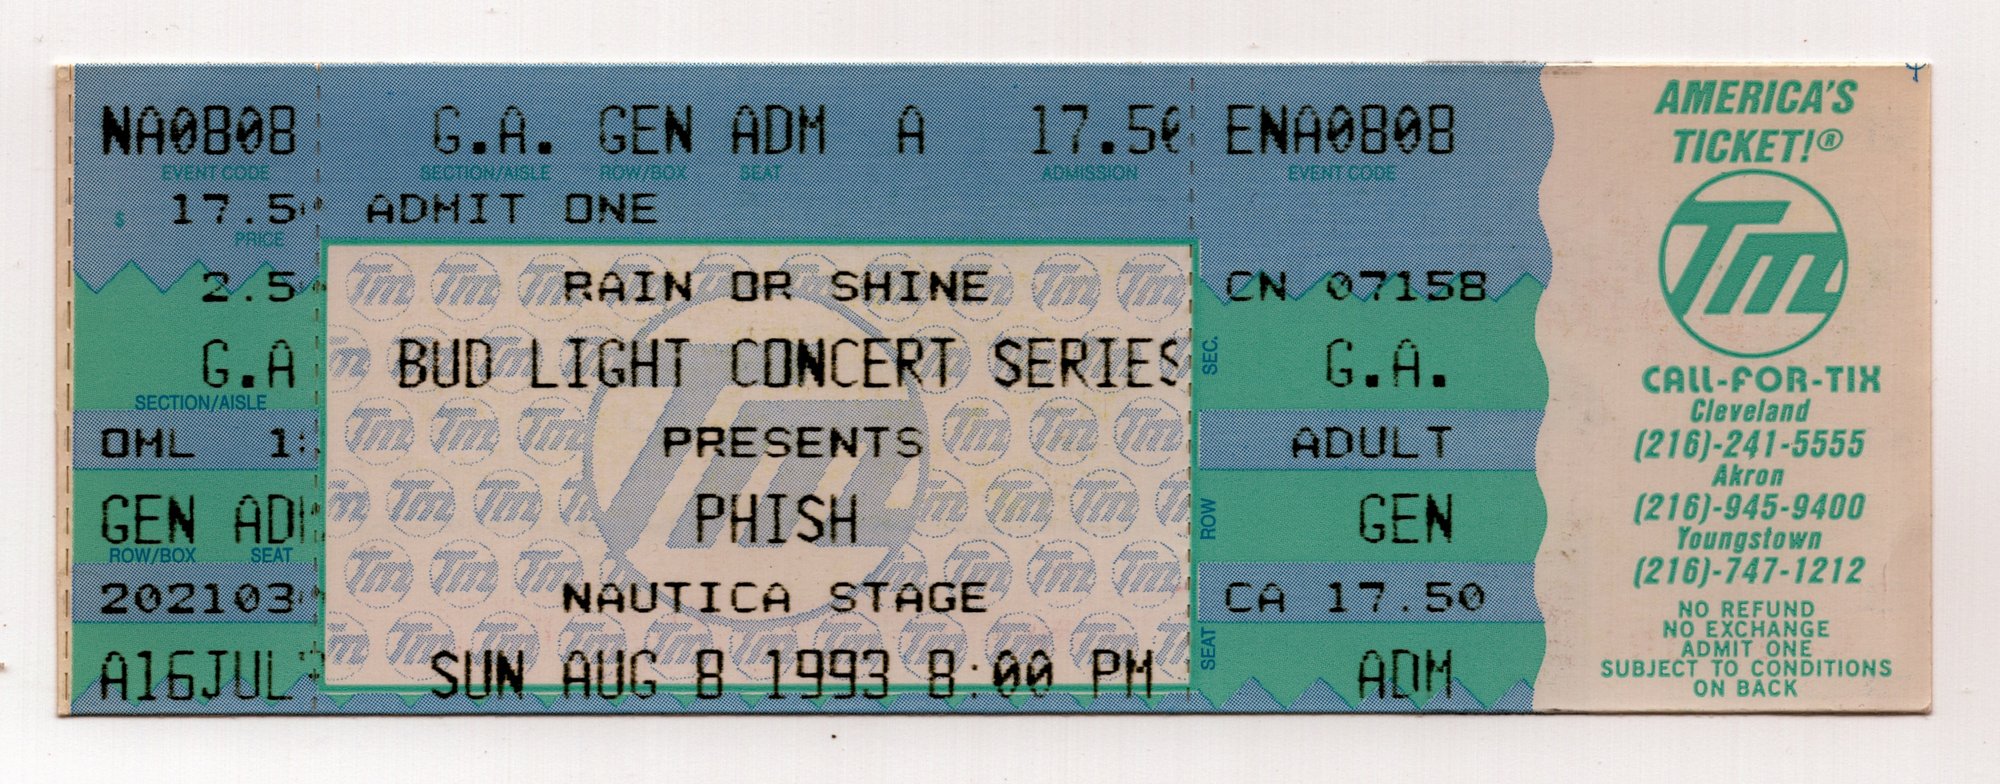 NA0808
EVENT CODE
$ 17.50
PRICE
2.5
G.A
SECTION/AISLE
OML 1:
GEN ADM
ROW/BOX SEAT
202103
A16JUL
G.A. GEN ADM A 17.50
SECTION/AISLE ROW/BOX SEAT ADMISSION
ADMIT ONE
RAIN OR SHINE
BUD LIGHT CONCERT SERIES
PRESENTS
PHISH
NAUTICA STAGE
SUN AUG 8 1993 8:00 PM
ENA0808
EVENT CODE
CN 07158
SEC.
G.A.
ADULT
ROW
GEN
CA 17.50
SEAT
ADM
AMERICA'S
TICKET!®
TM
CALL-FOR-TIX
Cleveland
(216)-241-5555
Akron
(216)-945-9400
Youngstown
(216)-747-1212
NO REFUND
NO EXCHANGE
ADMIT ONE
SUBJECT TO CONDITIONS
ON BACK